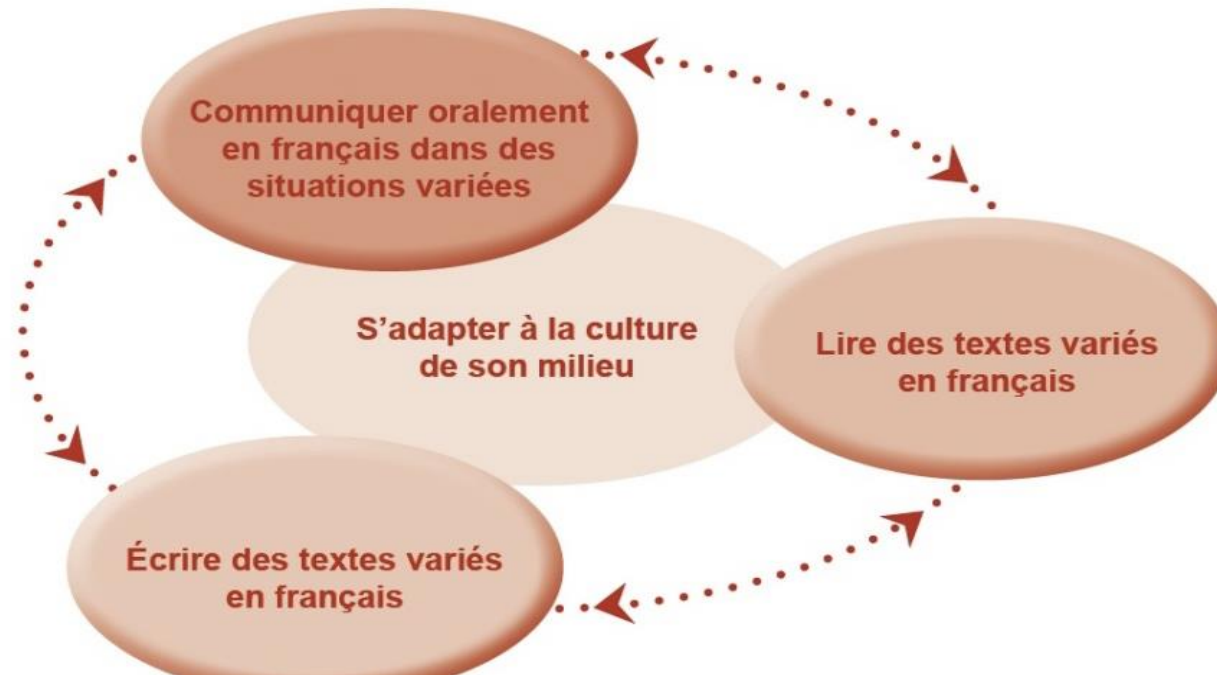 Communiquer oralement
en français dans des
situations variées
S'adapter à la culture
de son milieu
Lire des textes variés
en français
Écrire des textes variés
en français